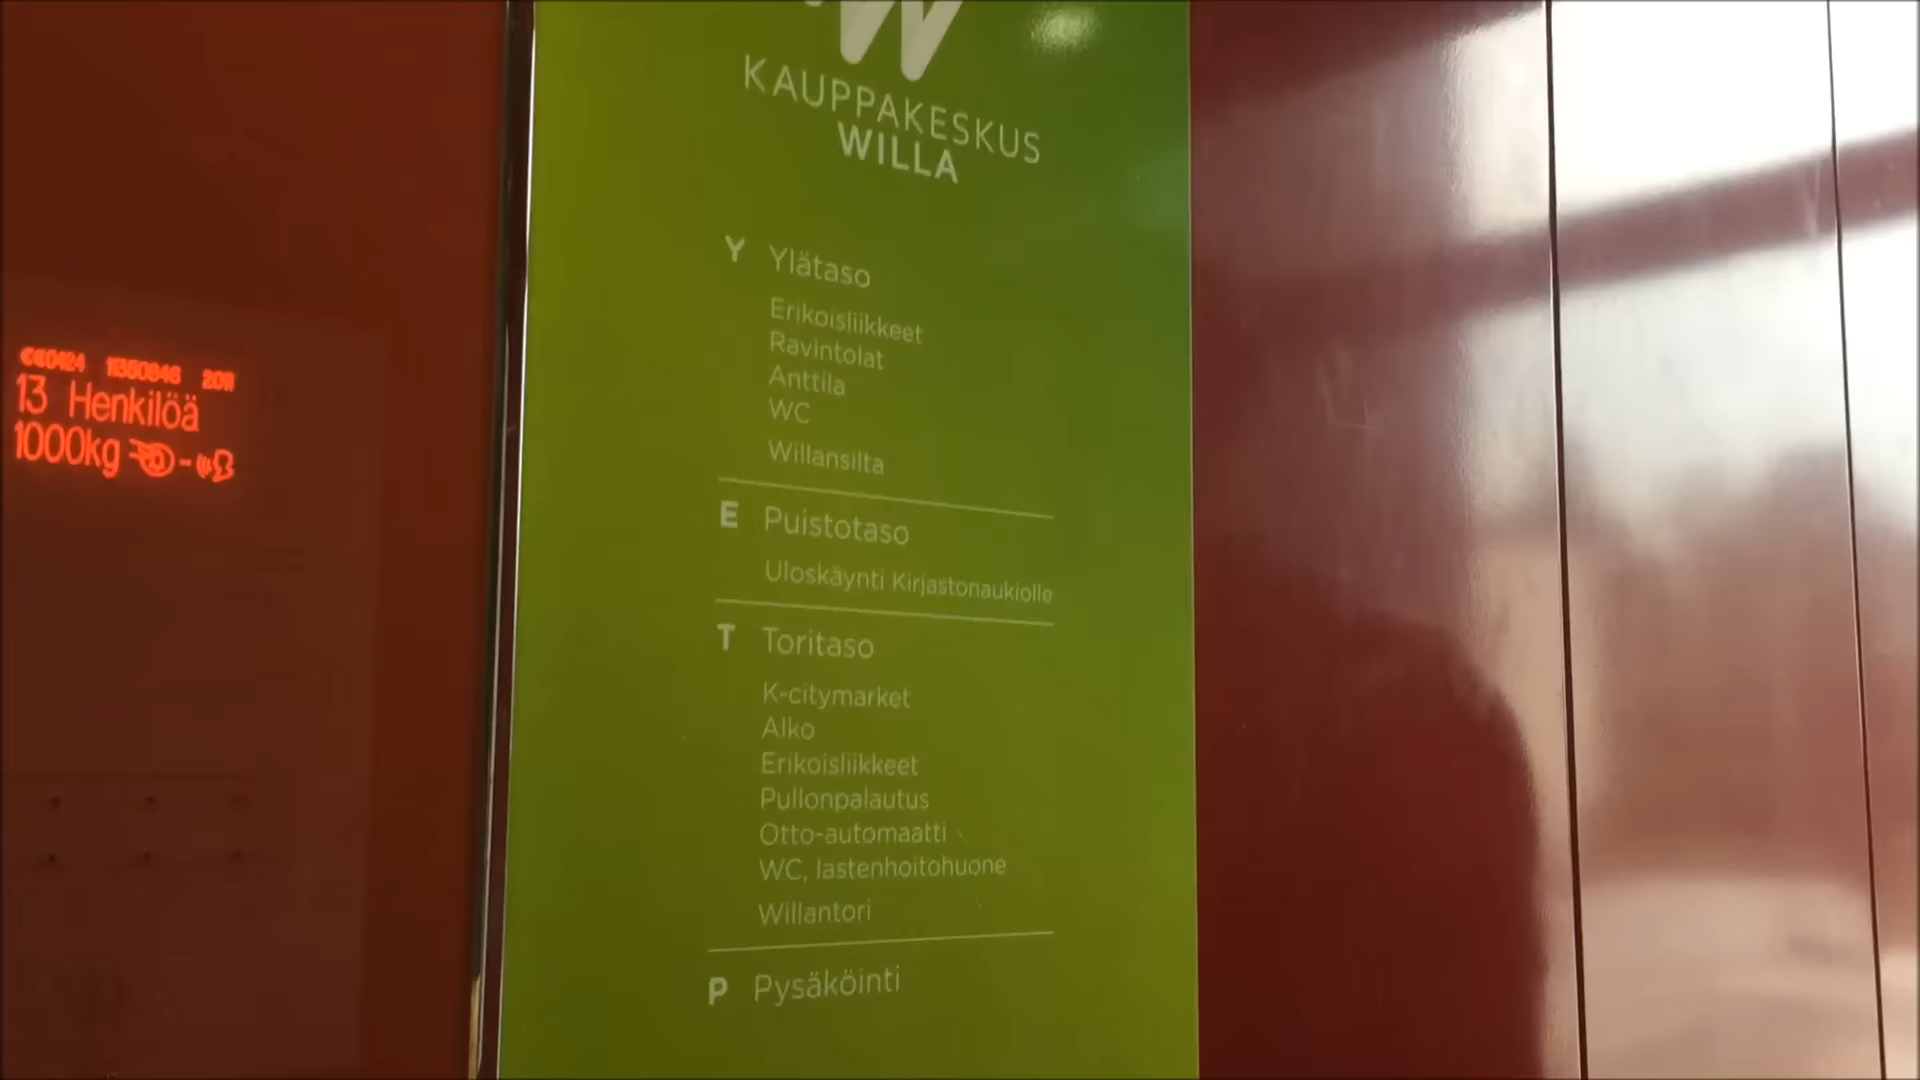 W
KAUPPAKESKUS
WILLA
Y Ylätaso
Erikoisliikkeet
Ravintolat
Anttila
WC
Willansilta
E Puistotaso
Uloskäynti Kirjastonaukiolle
T Toritaso
K-citymarket
Alko
Erikoisliikkeet
Pullonpalautus
Otto-automaatti
WC, lastenhoitohuone
Willantori
P Pysäköinti
13 Henkilöä
1000kg